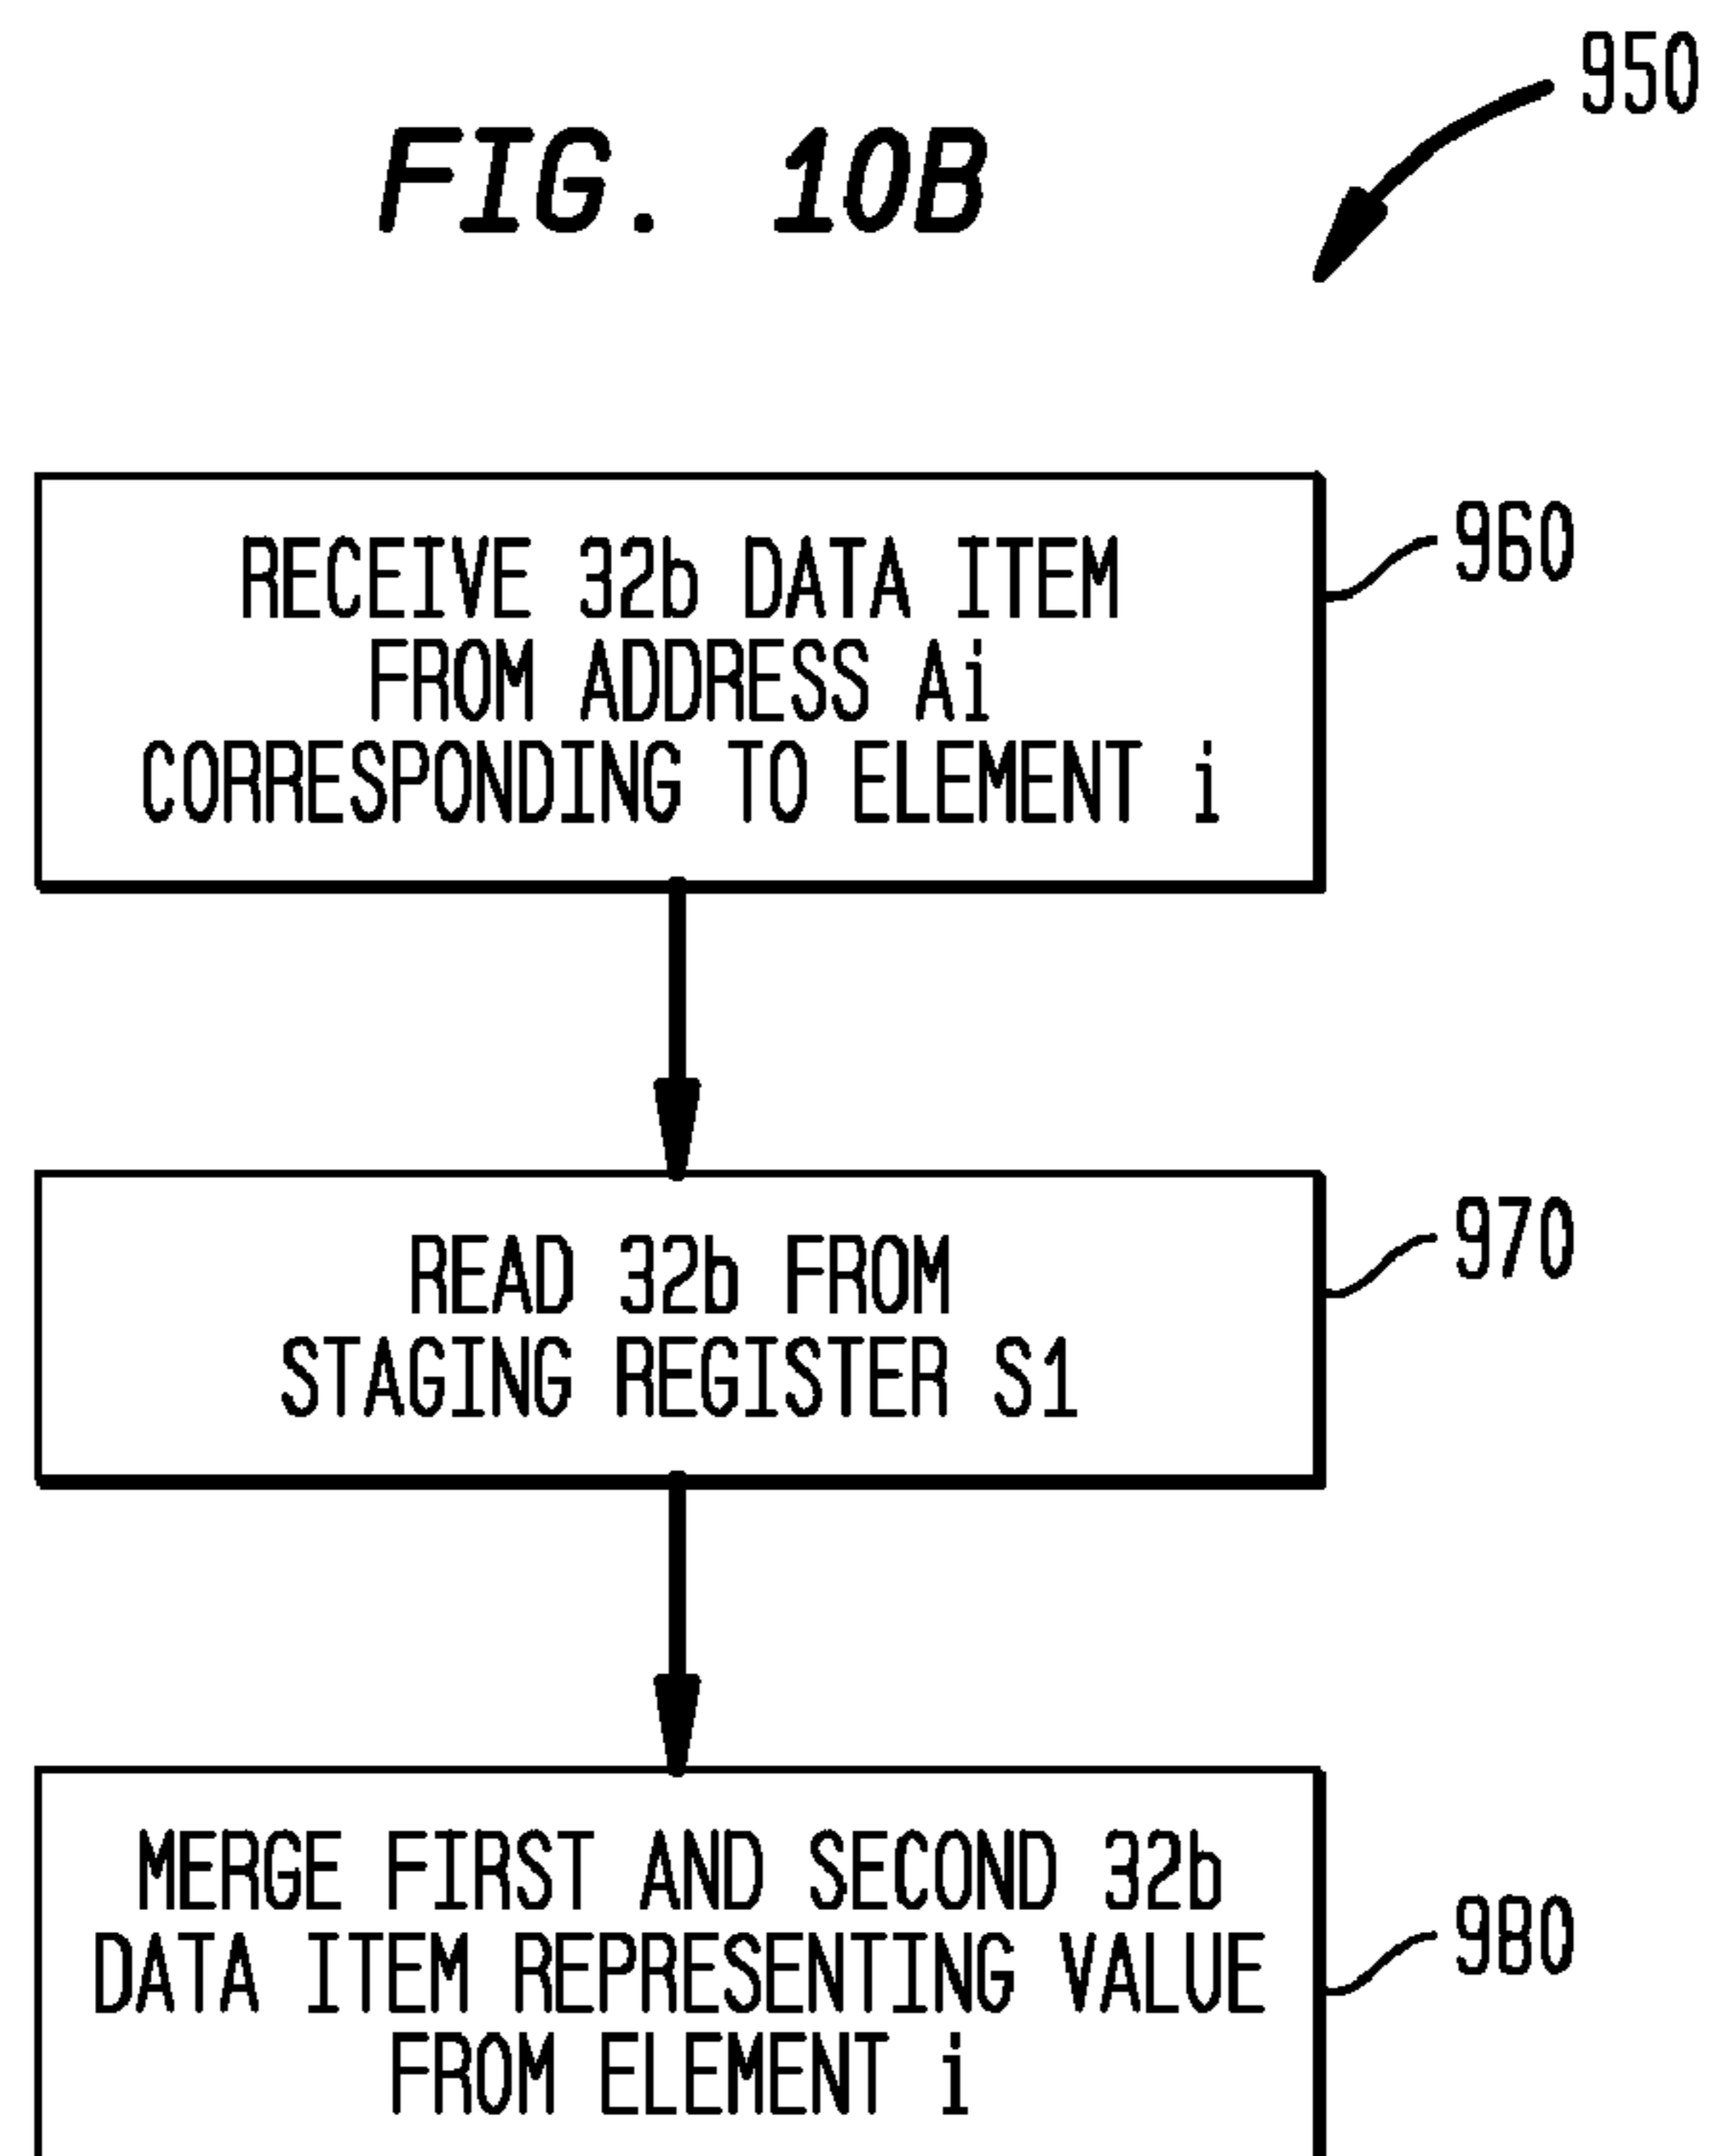 950
FIG. 10B
RECEIVE 32b DATA ITEM
FROM ADDRESS Ai
CORRESPONDING TO ELEMENT i
960
READ 32b FROM
STAGING REGISTER S1
970
MERGE FIRST AND SECOND 32b
DATA ITEM REPRESENTING VALUE
FROM ELEMENT i
980